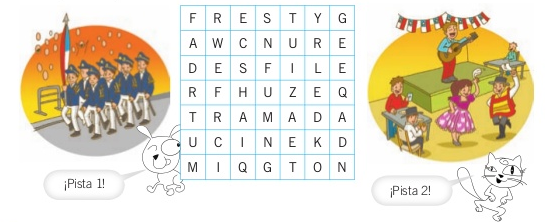 F R E S T Y G
A W C N U R E
D E S F I L E
R F H U Z E Q
T R A M A D A
U C I N E K D
M I Q G T O N
¡Pista 1!
¡Pista 2!